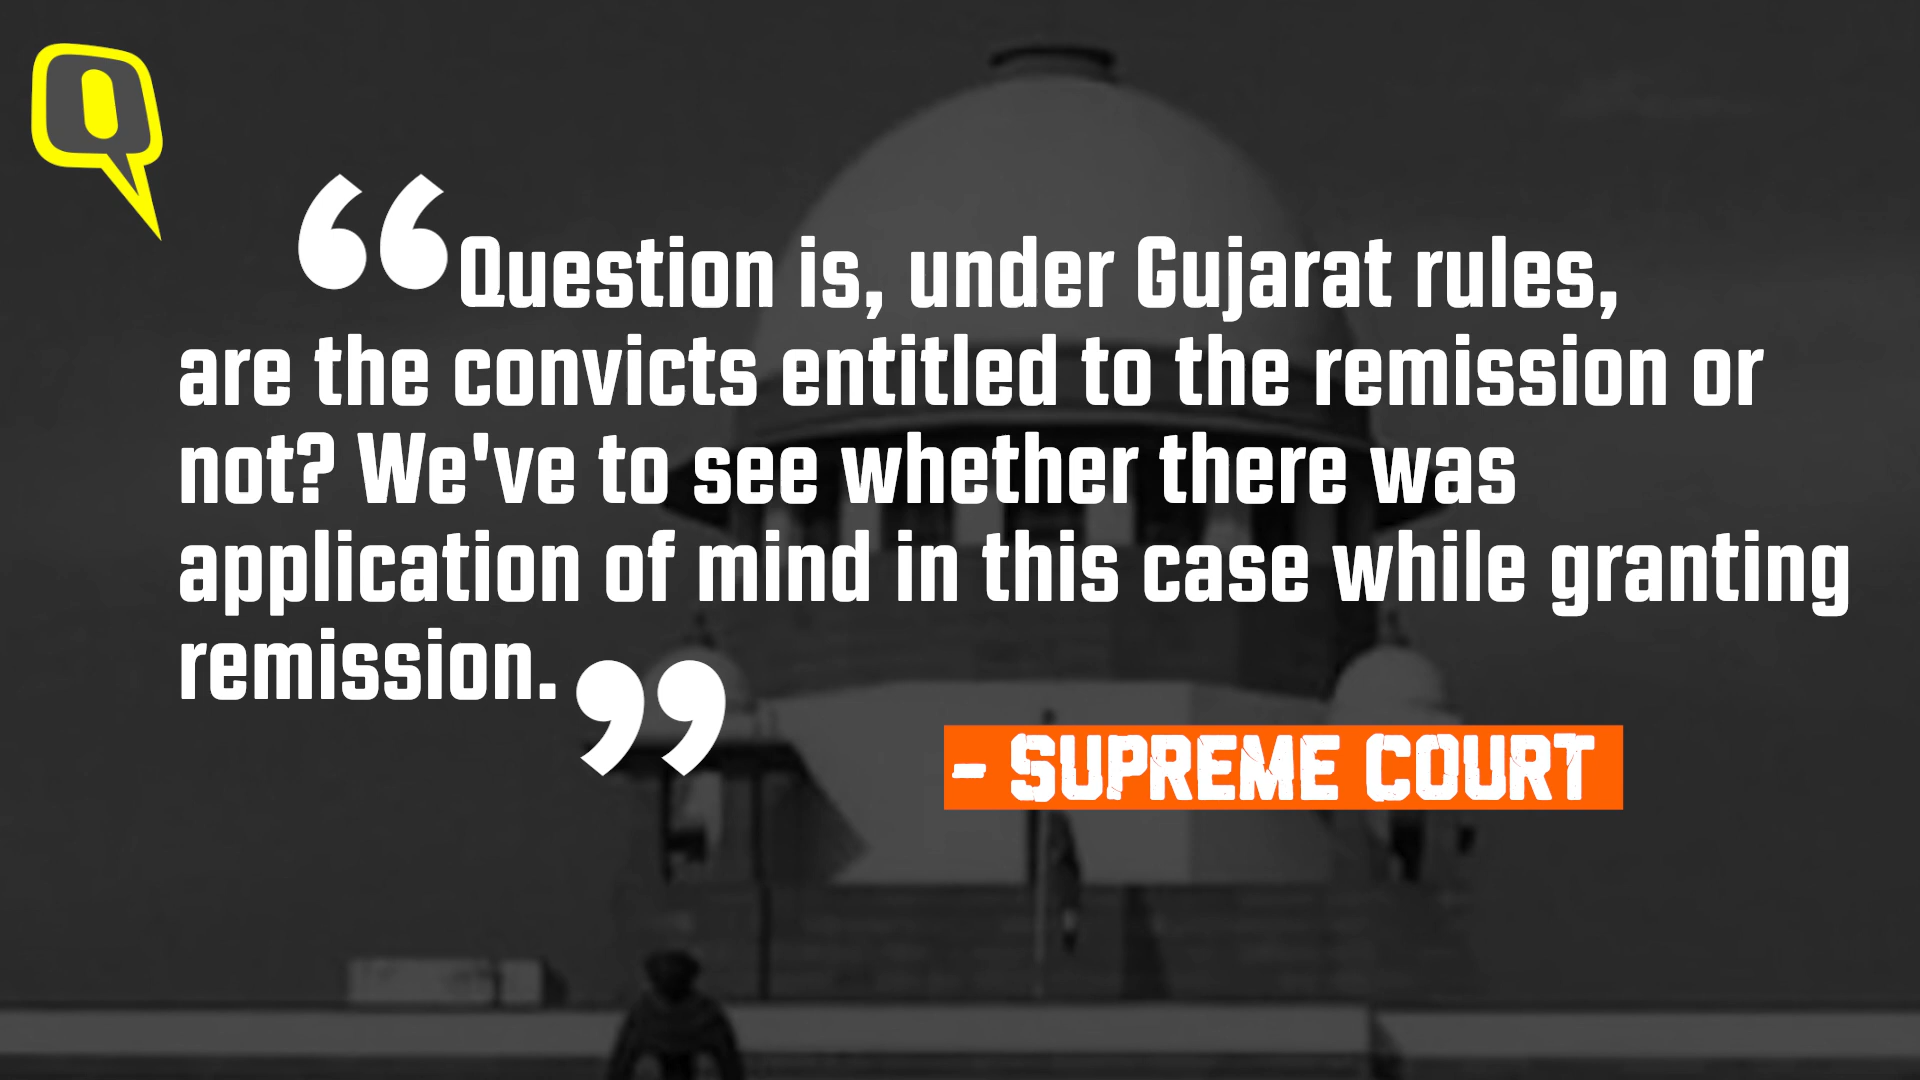 “Question is, under Gujarat rules,
are the convicts entitled to the remission or
not? We've to see whether there was
application of mind in this case while granting
remission.”
- SUPREME COURT